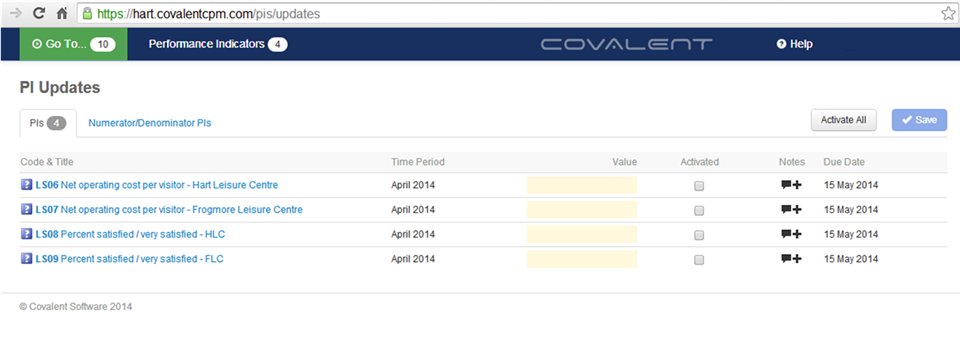 https://hart.covalentcpm.com/pis/updates
Go To... 10 Performance Indicators 4 COVALENT Help
PI Updates
PIs 4 Numerator/Denominator PIs Activate All Save
Code & Title Time Period Value Activated Notes Due Date
? LS06 Net operating cost per visitor - Hart Leisure Centre April 2014 15 May 2014
? LS07 Net operating cost per visitor - Frogmore Leisure Centre April 2014 15 May 2014
? LS08 Percent satisfied / very satisfied - HLC April 2014 15 May 2014
? LS09 Percent satisfied / very satisfied - FLC April 2014 15 May 2014
© Covalent Software 2014